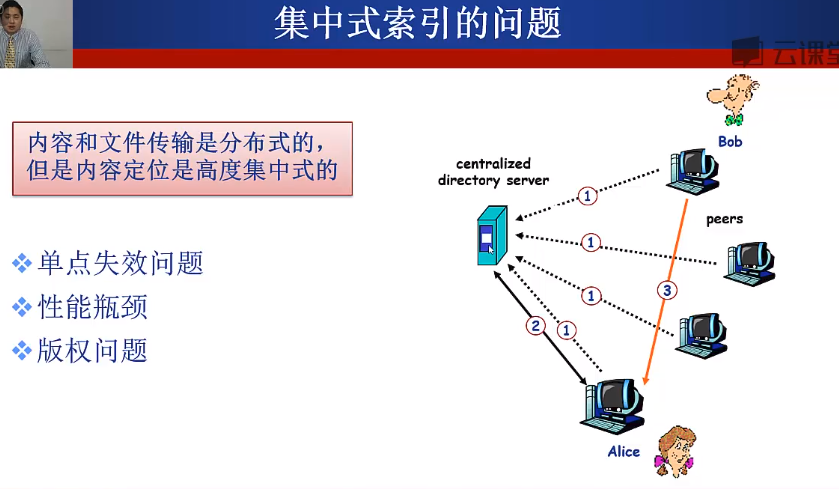 集中式索引的问题
云课堂
内容和文件传输是分布式的，
但是内容定位是高度集中式的
单点失效问题
性能瓶颈
版权问题
centralized
directory server
Bob
peers
1
1
1
3
2
1
Alice